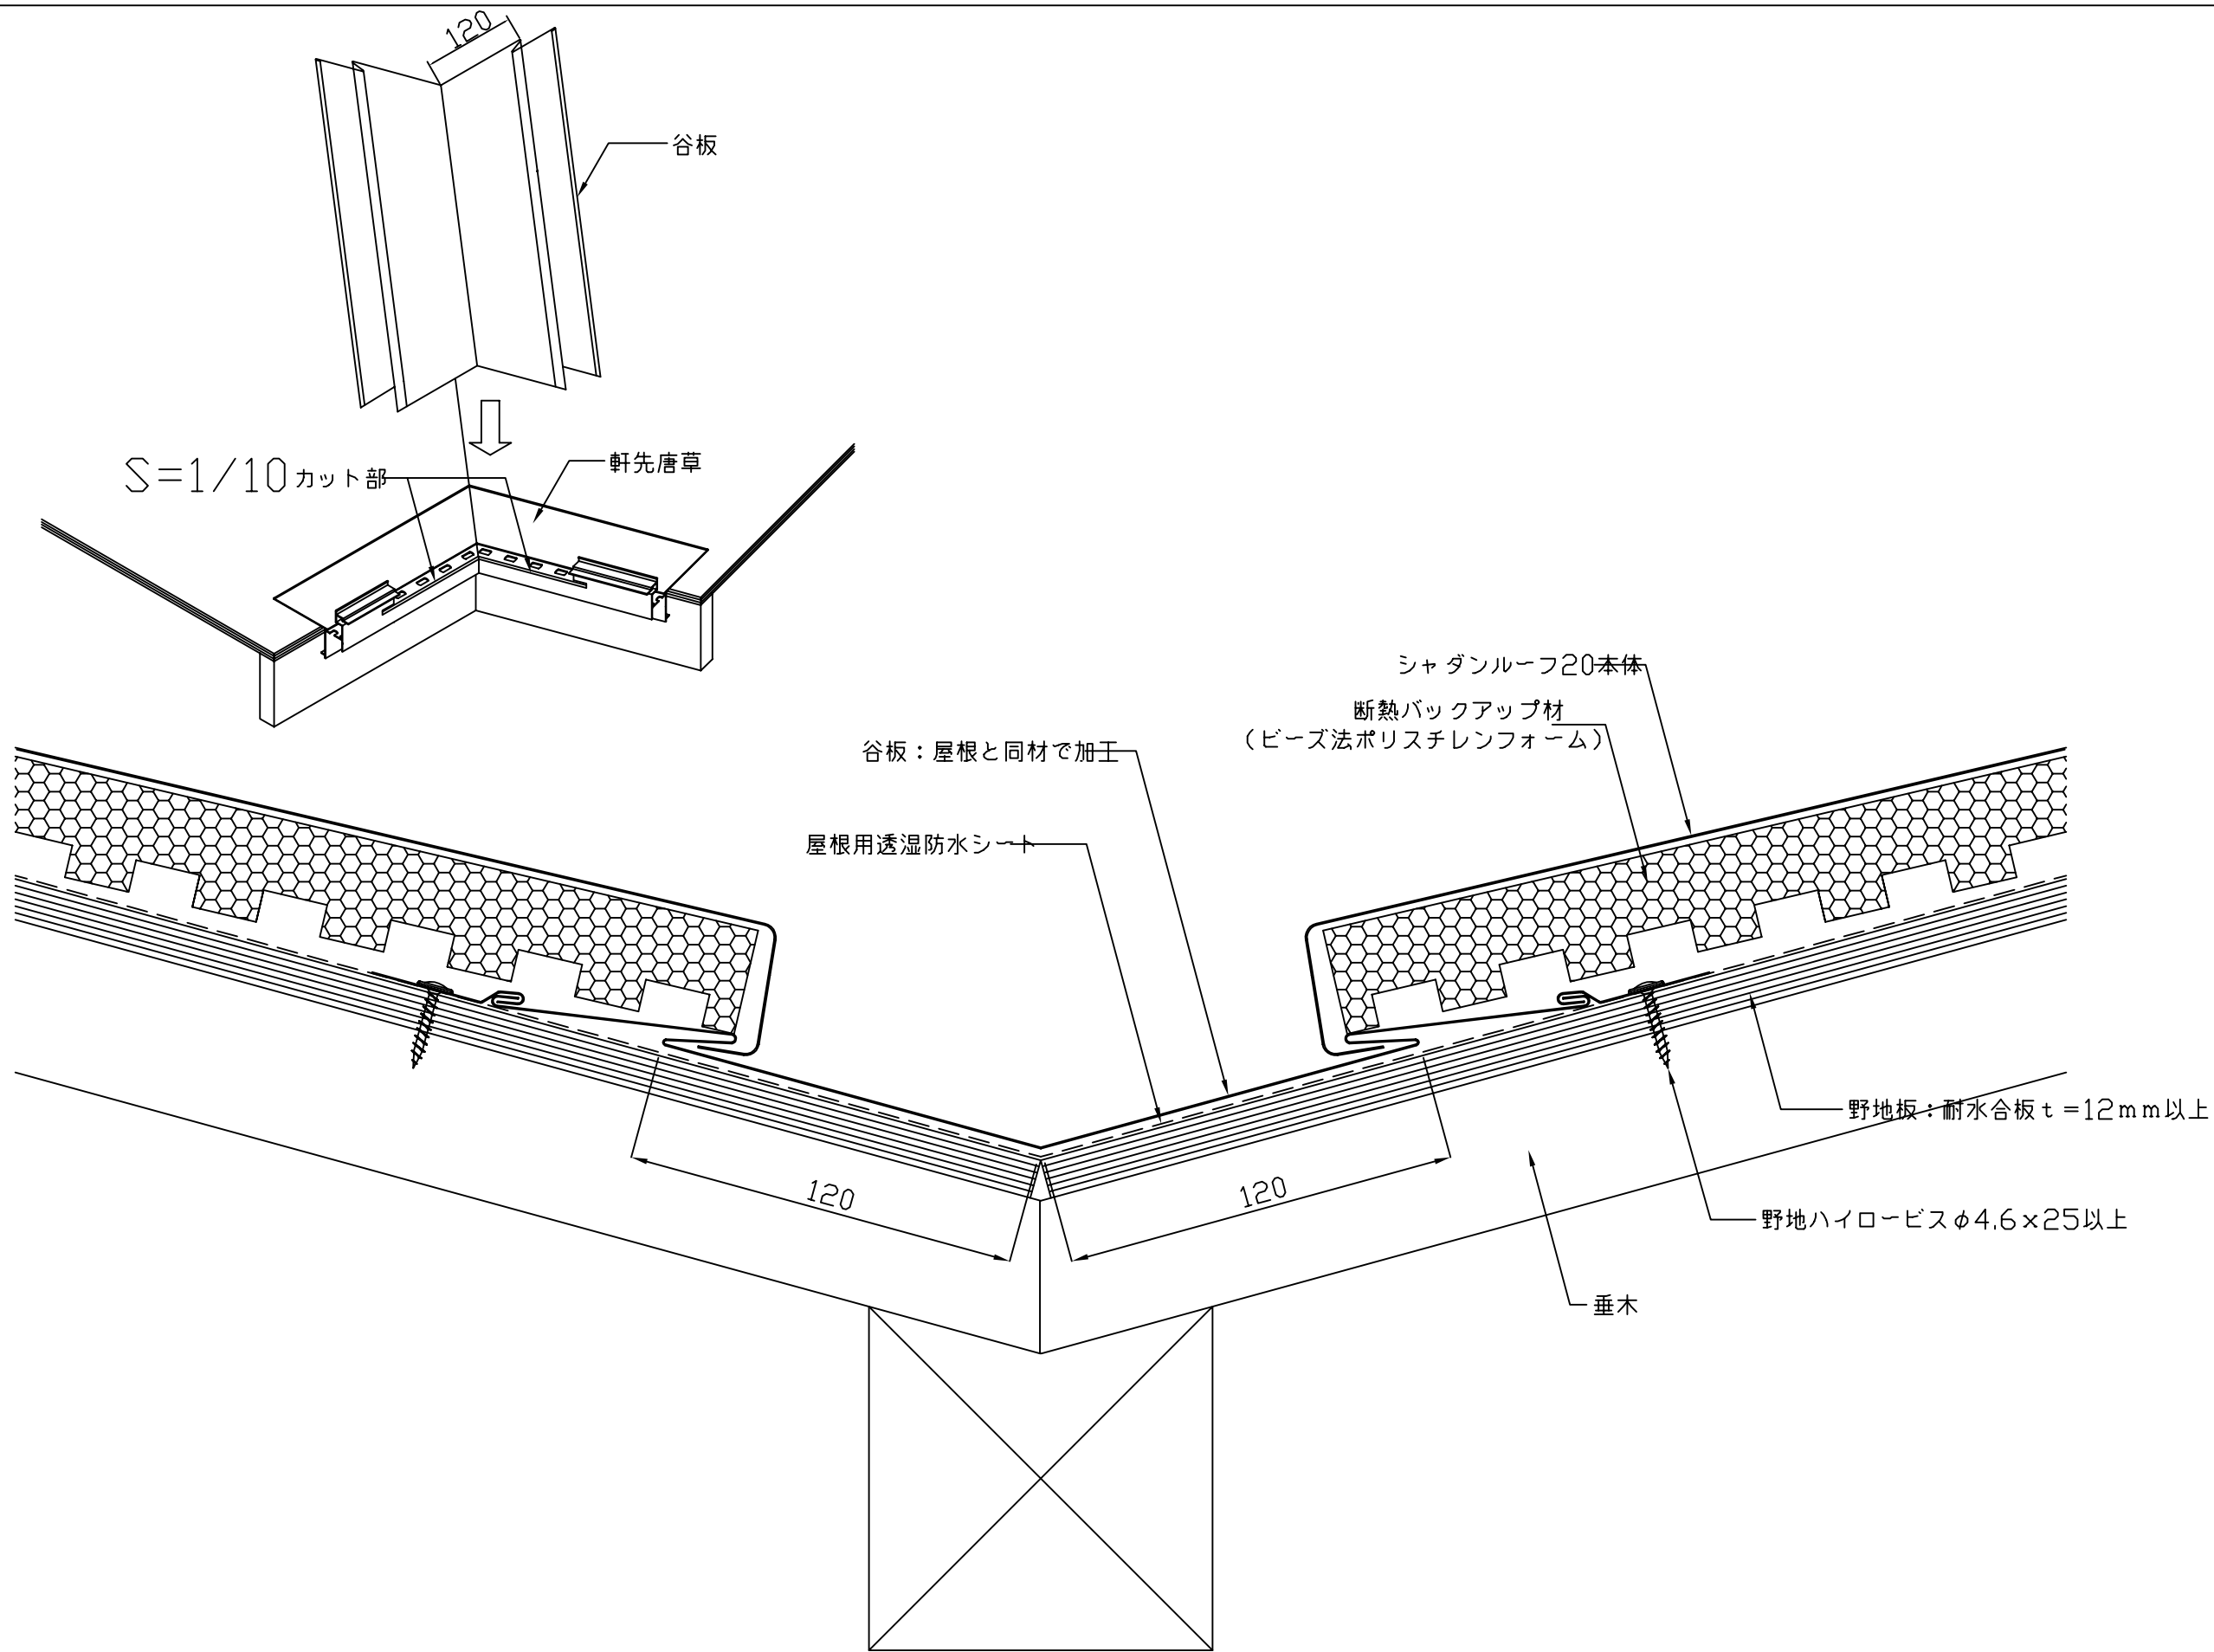 120
谷板
軒先唐草
S=1/10 カット部
シャダンルーフ20本体
断熱バックアップ材
(ビーズ法ポリスチレンフォーム)
谷板:屋根と同材で加工
屋根用透湿防水シート
野地板:耐水合板t=12mm以上
120
120
野地ハイロービスφ4.6x25以上
垂木